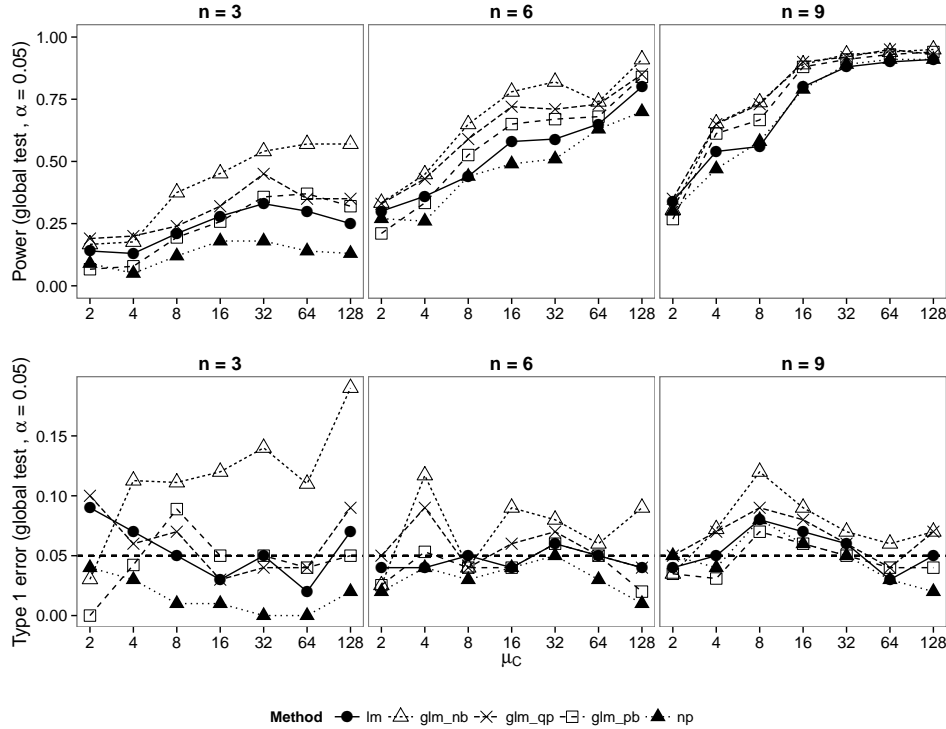 n = 3
n = 6
n = 9
Power (global test , α = 0.05)
1.00
0.75
0.50
0.25
0.00
2 4 8 16 32 64 128
2 4 8 16 32 64 128
2 4 8 16 32 64 128
n = 3
n = 6
n = 9
Type 1 error (global test , α = 0.05)
0.15
0.10
0.05
0.00
2 4 8 16 32 64 128
2 4 8 16 32 64 128
2 4 8 16 32 64 128
μC
Method lm glm_nb glm_qp glm_pb np